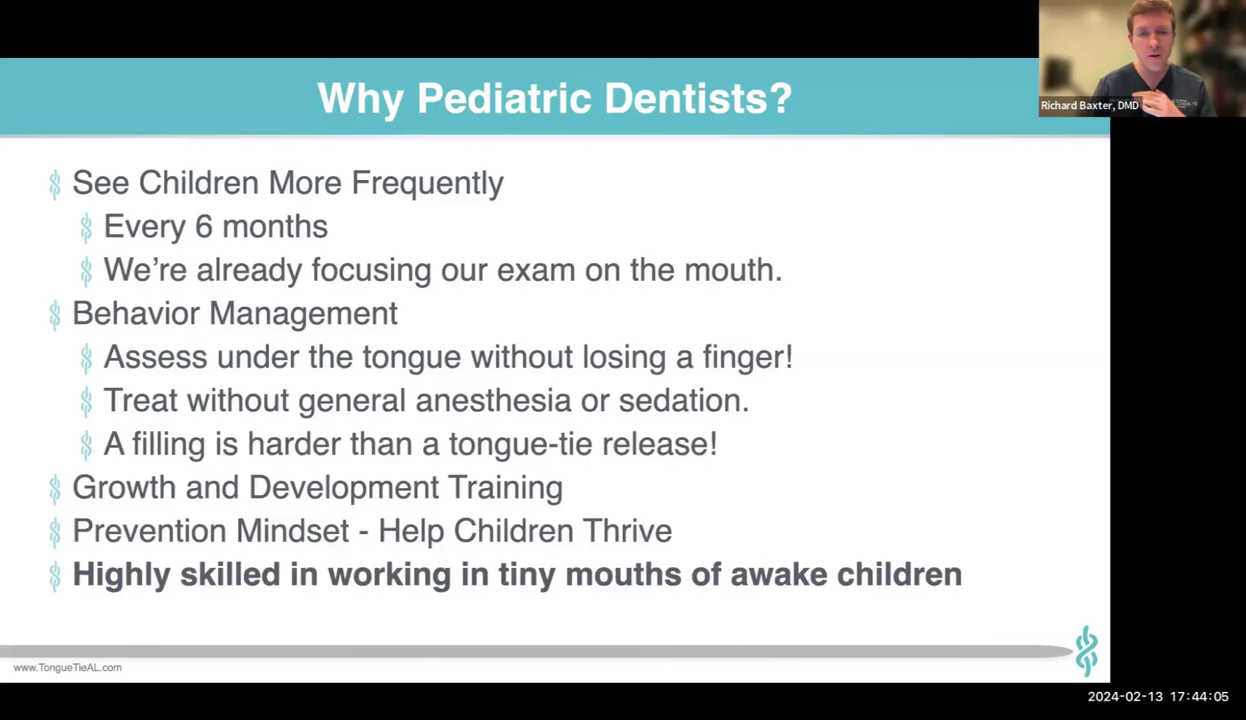 Why Pediatric Dentists?
Richard Baxter, DMD
See Children More Frequently
Every 6 months
We’re already focusing our exam on the mouth.
Behavior Management
Assess under the tongue without losing a finger!
Treat without general anesthesia or sedation.
A filling is harder than a tongue-tie release!
Growth and Development Training
Prevention Mindset - Help Children Thrive
Highly skilled in working in tiny mouths of awake children
www.TongueTieAL.com
2024-02-13 17:44:05